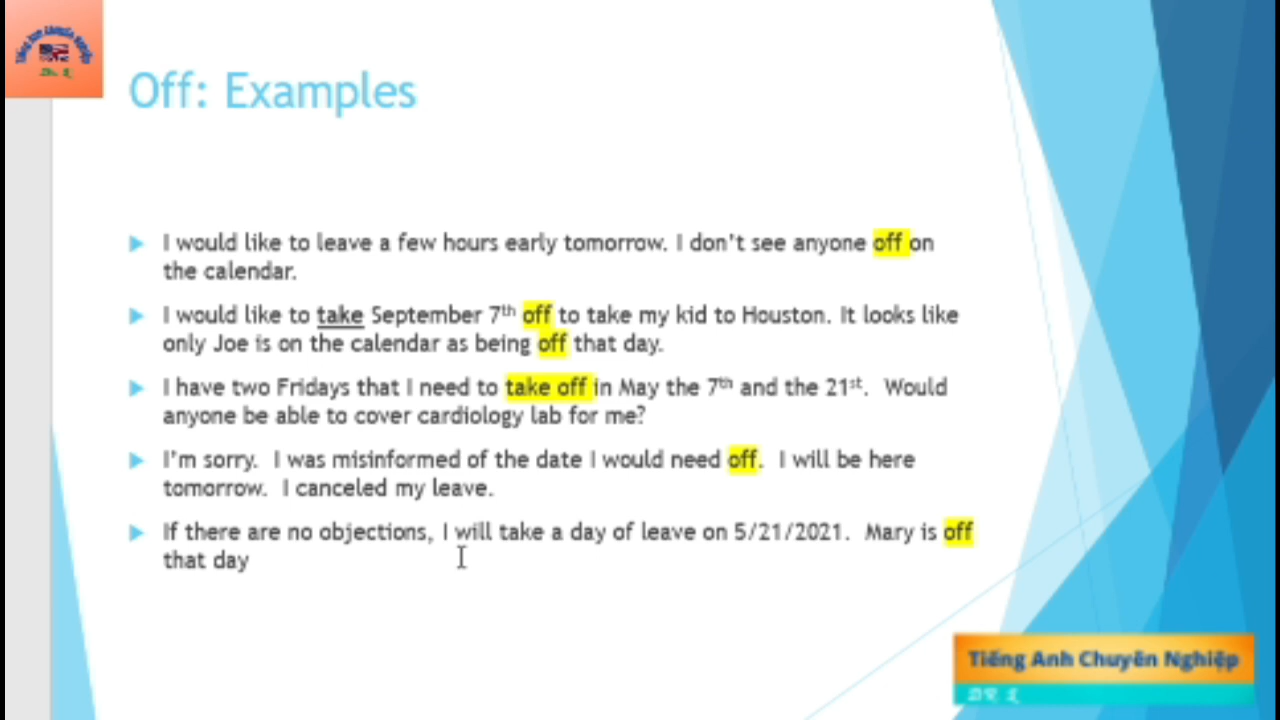 Tiếng Anh Chuyên Nghiệp
Off: Examples
I would like to leave a few hours early tomorrow. I don't see anyone off on
the calendar.
I would like to take September 7th off to take my kid to Houston. It looks like
only Joe is on the calendar as being off that day.
I have two Fridays that I need to take off in May the 7th and the 21st. Would
anyone be able to cover cardiology lab for me?
I'm sorry. I was misinformed of the date I would need off. I will be here
tomorrow. I canceled my leave.
If there are no objections, I will take a day of leave on 5/21/2021. Mary is off
that day
Tiếng Anh Chuyên Nghiệp